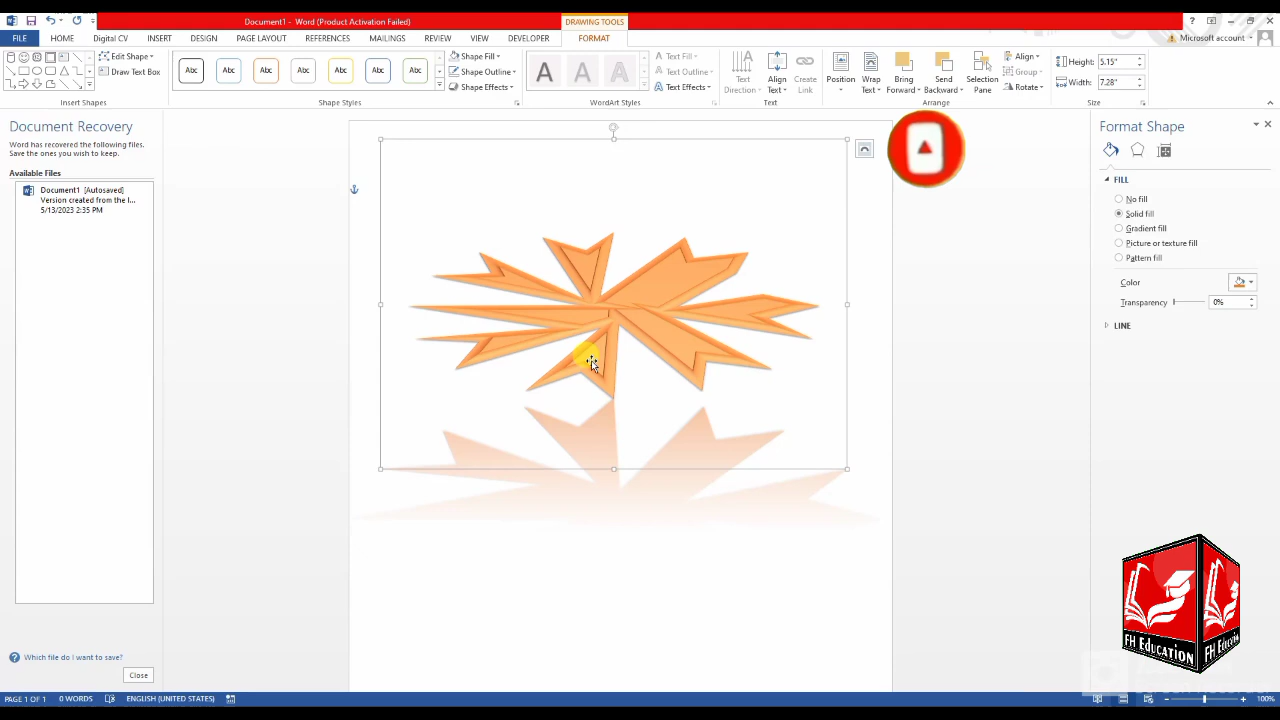 Document1 - Word (Product Activation Failed)
DRAWING TOOLS
FILE HOME Digital CV INSERT DESIGN PAGE LAYOUT REFERENCES MAILINGS REVIEW VIEW DEVELOPER FORMAT
Microsoft account
Edit Shape
Draw Text Box
Insert Shapes
Abc Abc Abc Abc Abc Abc Abc
Shape Styles
Shape Fill
Shape Outline
Shape Effects
A A A
WordArt Styles
Text Fill
Text Outline
Text Effects
Text Direction
Align Text
Create Link
Text
Position
Wrap Text
Bring Forward
Send Backward
Selection Pane
Align
Group
Rotate
Arrange
Height: 5.15"
Width: 7.28"
Size
Document Recovery
Word has recovered the following files.
Save the ones you wish to keep.
Available Files
Document1 [Autosaved]
Version created from the l...
5/13/2023 2:35 PM
Which file do I want to save?
Close
Format Shape
FILL
No fill
Solid fill
Gradient fill
Picture or texture fill
Pattern fill
Color
Transparency 0%
LINE
FH Education
FH Educatio
PAGE 1 OF 1 0 WORDS ENGLISH (UNITED STATES)
100%